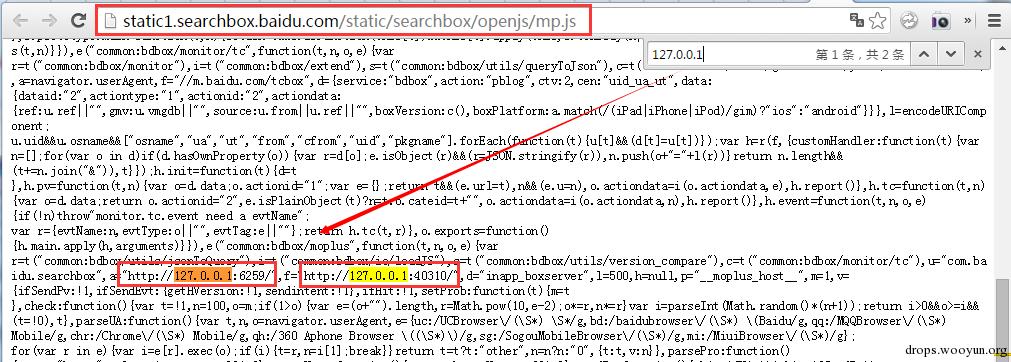 static1.searchbox.baidu.com/static/searchbox/openjs/mp.js
127.0.0.1 第 1 条，共 2 条
s(t,n)}}),e("common:bdbox/monitor/tc",function(t,n,o,e){var
r=t("common:bdbox/monitor"),i=t("common:bdbox/extend"),s=t("common:bdbox/utils/queryToJson"),c=t(
,a=navigator.userAgent,f="//m.baidu.com/tcbox",d={service:"bdbox",action:"pblog",ctv:2,cen:"uid_ua_ut",data:
{dataid:"2",actiontype:"1",actionid:"2",actiondata:
{ref:u.ref||"",gmv:u.vmgdb||"",source:u.from||u.ref||"",boxVersion:c(),boxPlatform:a.match(/(iPad|iPhone|iPod)/gim)?"ios":"android"}}},l=encodeURICompo
onent;
u.uid&&u.osname&&["osname","ua","ut","from","cfrom","uid","pkgname"].forEach(function(t){u[t]&&(d[t]=u[t])});var h=r(f,{customHandler:function(t){var
n=[];for(var o in d)if(d.hasOwnProperty(o)){var r=d[o];e.isObject(r)&&(r=JSON.stringify(r)),n.push(o+"="+l(r))}return n.length&&
(t+=n.join("&")),t}});h.init=function(t){d=t
},h.pv=function(t,n){var o=d.data;o.actionid="1";var e={};return t&&(e.url=t),n&&(e.u=n),o.actiondata=i(o.actiondata,e),h.report()},h.tc=function(t,n)
{var o=d.data;return o.actionid="2",e.isPlainObject(t)?n=t:o.cateid=t+"",o.actiondata=i(o.actiondata,n),h.report()},h.event=function(t,n,o,e)
{if(!n)throw"monitor.tc.event need a evtName";
var r={evtName:n,evtType:o||"",evtTag:e||""};return h.tc(t,r)},o.exports=function()
{h.main.apply(h,arguments)}}),e("common:bdbox/moplus",function(t,n,o,e){var
r=t("common:bdbox/utils/jsonToQuery"),i=t("common:bdbox/io/loadJS"),s=t("common:bdbox/utils/version_compare"),c=t("common:bdbox/monitor/tc"),u="com.ba
idu.searchbox",a="http://127.0.0.1:6259/",f="http://127.0.0.1:40310/",d="inapp_boxserver",l=500,h=null,p="__moplus_host__",m=1,v=
{ifSendPv:!1,ifSendEvt:{getHVersion:!1,sendintent:!1},ifHit:!1,setProb:function(t){m=t
},check:function(){var t=!1,n=100,o=m;if(1>o){var e=(o+"").length,r=Math.pow(10,e-2);o*=r,n*=r}var i=parseInt(Math.random()*(n+1));return i>0&&o>=i&&
(t=!0),t},parseUA:function(){var t,n,o=navigator.userAgent,e={uc:/UCBrowser\/(\S*) \S*/g,bd:/baidubrowser\/(\S*) \(Baidu/g,qq:/MQQBrowser\/(\S*)
Mobile/g,chr:/Chrome\/(\S*) Mobile/g,qh:/360 Aphone Browser \((\S*)\)/g,sg:/SogouMobileBrowser\/(\S*)/g,mi:/MiuiBrowser\/(\S*)/g};
for(var r in e){var i=e[r].exec(o);if(i){t=r,n=i[1];break}}return t=t?t:"other",n=n?n:"0",{t:t,v:n}},parsePro:function()
drops.wooyun.org